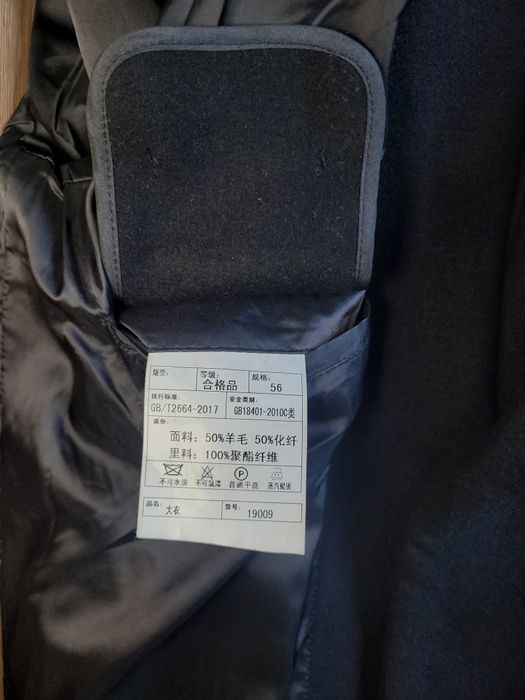 版型: 等级: 规格:
合格品 56
执行标准: 安全类别:
GB/T2664-2017 GB18401-2010C类
成份:
面料: 50%羊毛 50%化纤
里料: 100%聚酯纤维
P
不可水洗 不可氯漂 普通干洗 蒸汽熨烫
品名: 大衣 货号: 19009